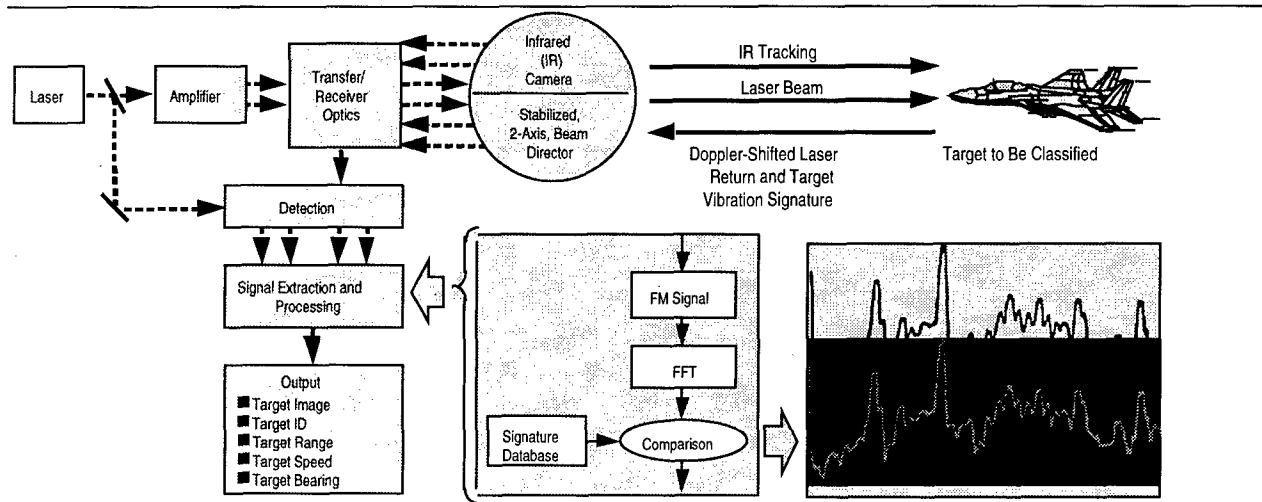 Laser
Amplifier
Transfer/
Receiver
Optics
Infrared
(IR)
Camera
Stabilized,
2-Axis, Beam
Director
IR Tracking
Laser Beam
Doppler-Shifted Laser
Return and Target
Vibration Signature
Target to Be Classified
Detection
Signal Extraction and
Processing
Output
Target Image
Target ID
Target Range
Target Speed
Target Bearing
FM Signal
FFT
Signature
Database
Comparison